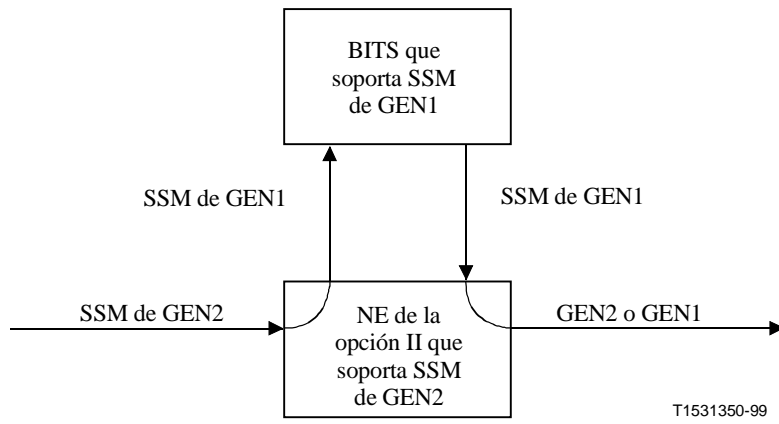 BITS que
soporta SSM
de GEN1
SSM de GEN1
SSM de GEN1
SSM de GEN2
NE de la
opción II que
soporta SSM
de GEN2
GEN2 o GEN1
T1531350-99